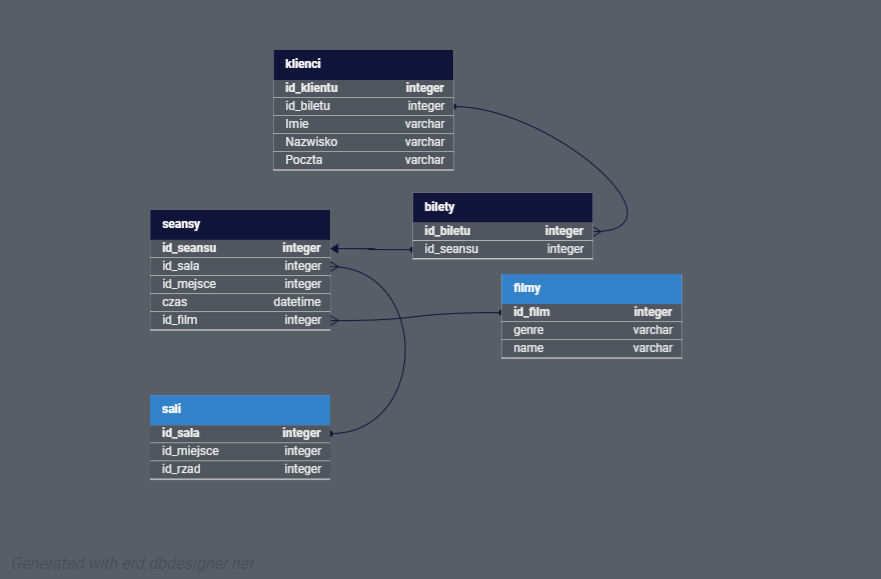 klienci
id_klientu integer
id_biletu integer
Imie varchar
Nazwisko varchar
Poczta varchar
bilety
id_biletu integer
id_seansu integer
seansy
id_seansu integer
id_sala integer
id_mejsce integer
czas datetime
id_film integer
filmy
id_film integer
genre varchar
name varchar
sali
id_sala integer
id_miejsce integer
id_rzad integer
Generated with erd.dbdesigner.net